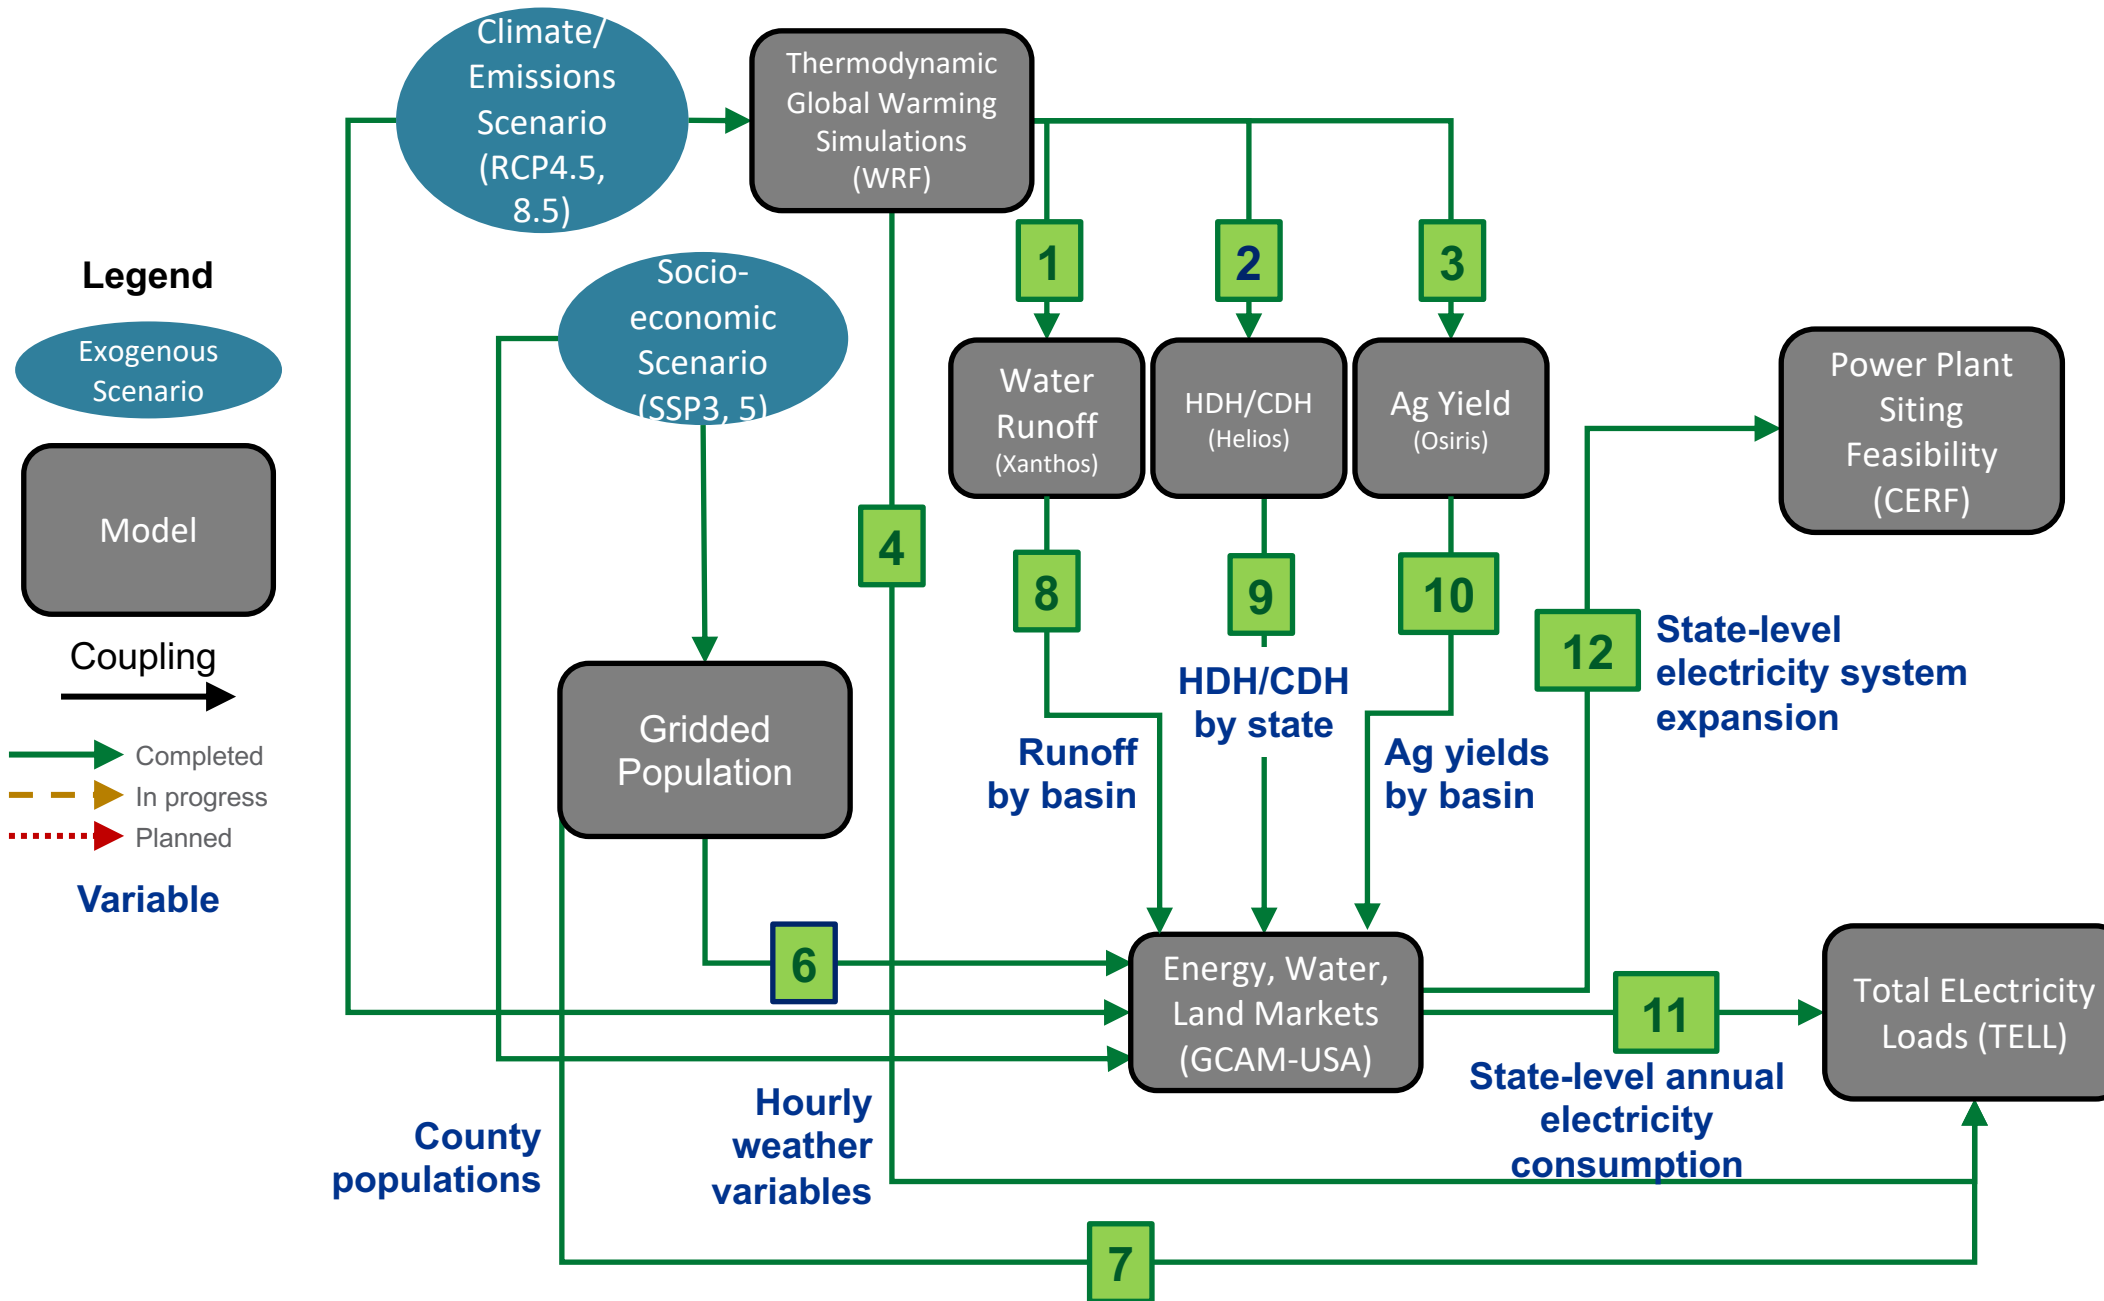 Climate/
Emissions
Scenario
(RCP4.5,
8.5)
Thermodynamic
Global Warming
Simulations
(WRF)
Legend
Exogenous
Scenario
Model
Coupling
Completed
In progress
Planned
Variable
Socio-
economic
Scenario
(SSP3, 5)
1
2
3
Water
Runoff
(Xanthos)
HDH/CDH
(Helios)
Ag Yield
(Osiris)
Power Plant
Siting
Feasibility
(CERF)
4
8
9
10
12
State-level
electricity system
expansion
Gridded
Population
Runoff
by basin
HDH/CDH
by state
Ag yields
by basin
6
Energy, Water,
Land Markets
(GCAM-USA)
11
Total ELectricity
Loads (TELL)
State-level annual
electricity
consumption
County
populations
Hourly
weather
variables
7